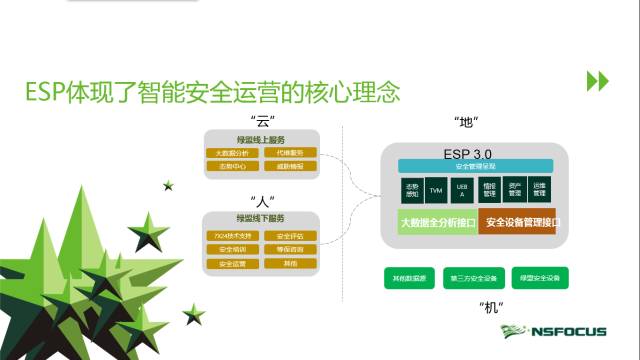 ESP体现了智能安全运营的核心理念
“云”
绿盟线上服务
大数据分析
代维服务
态势中心
威胁情报
“人”
绿盟线下服务
7X24技术支持
安全评估
安全培训
等保咨询
安全运营
其他
“地”
ESP 3.0
安全管理呈现
态势
感知
TVM
UEB
A
情报
管理
资产
管理
运维
管理
大数据全分析接口
安全设备管理接口
其他数据源
第三方安全设备
绿盟安全设备
“机”
NSFOCUS